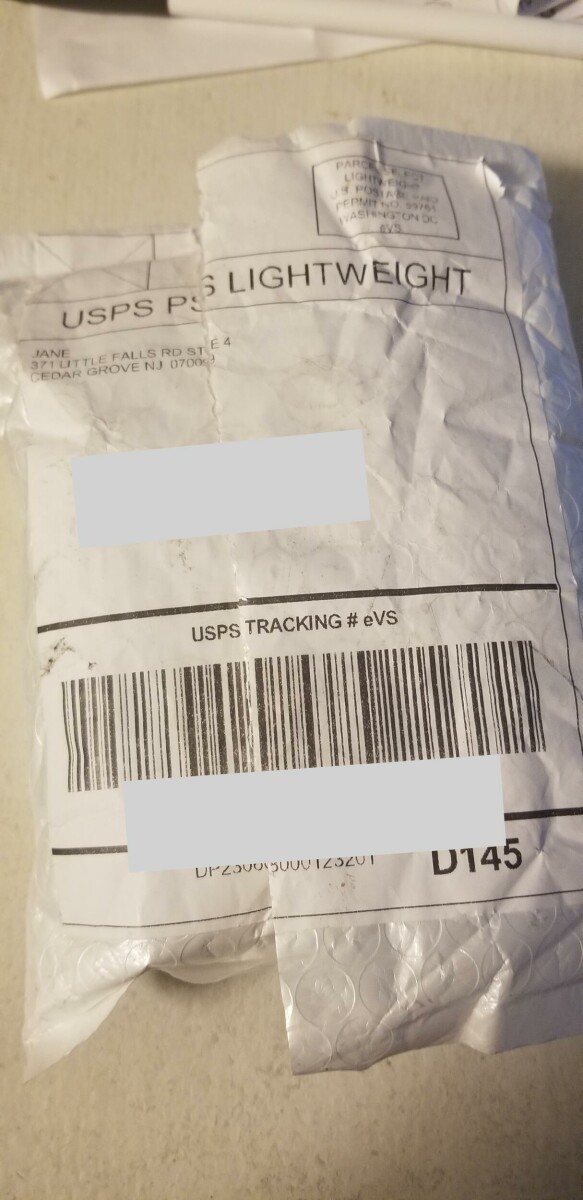 PARCEL SELECT
LIGHTWEIGHT
U.S. POSTAGE PAID
PERMIT NO.
WASHINGTON DC
eVS
USPS PS LIGHTWEIGHT
JANE
371 LITTLE FALLS RD STE 4
CEDAR GROVE NJ 07009
USPS TRACKING # eVS
D145